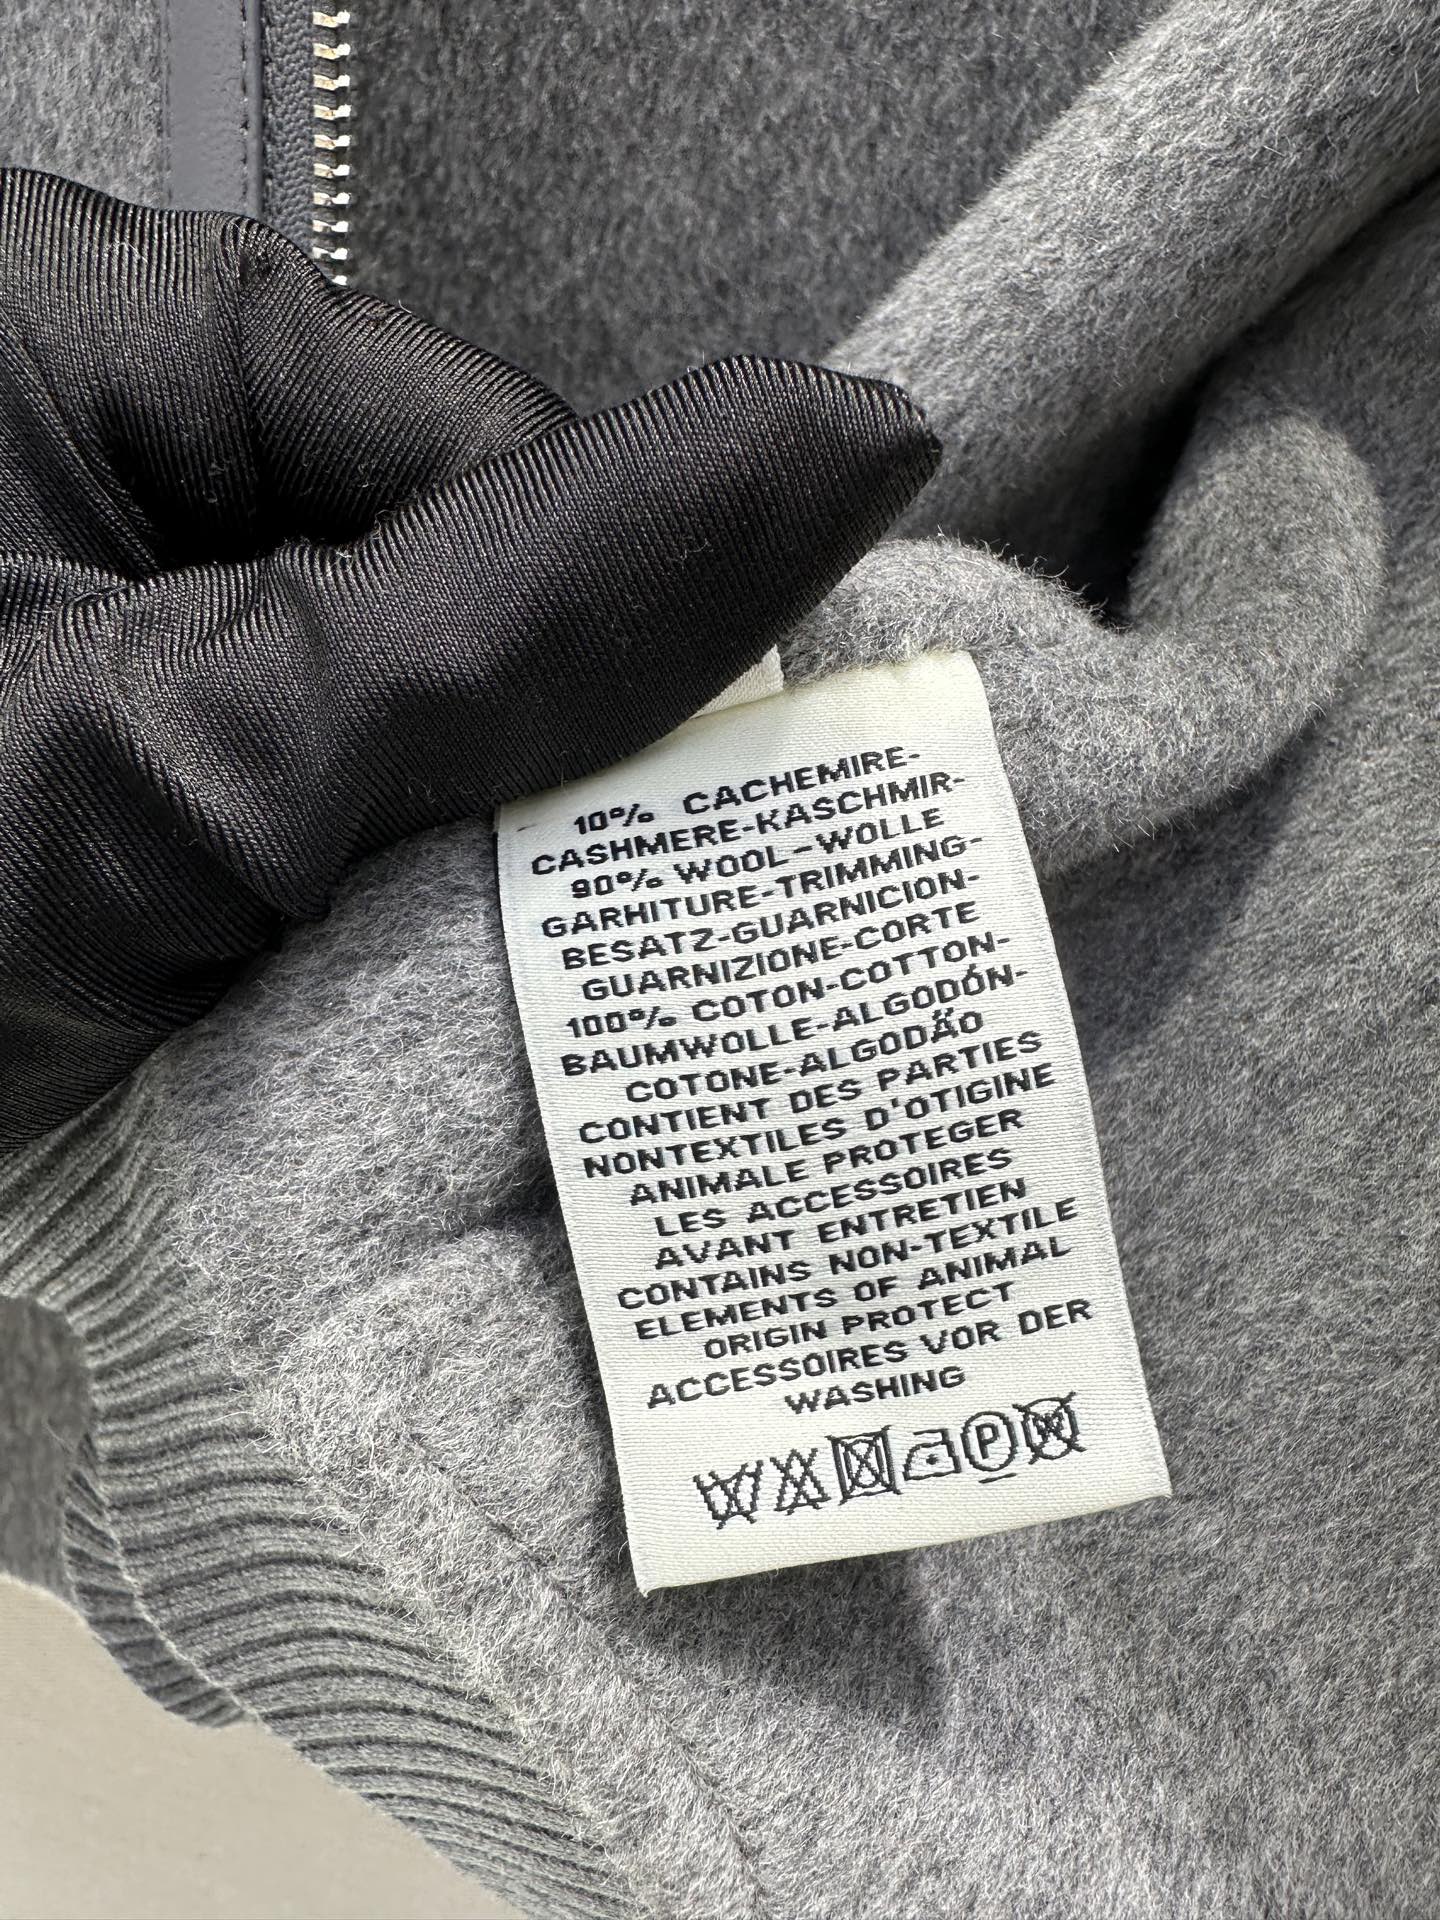 10% CACHEMIRE-
CASHMERE-KASCHMIR-
90% WOOL-WOLLE
GARHITURE-TRIMMING-
BESATZ-GUARNICION-
GUARNIZIONE-CORTE
100% COTON-COTTON-
BAUMWOLLE-ALGODÓN-
COTONE-ALGODÄO
CONTIENT DES PARTIES
NONTEXTILES D'OTIGINE
ANIMALE PROTEGER
LES ACCESSOIRES
AVANT ENTRETIEN
CONTAINS NON-TEXTILE
ELEMENTS OF ANIMAL
ORIGIN PROTECT
ACCESSOIRES VOR DER
WASHING
P